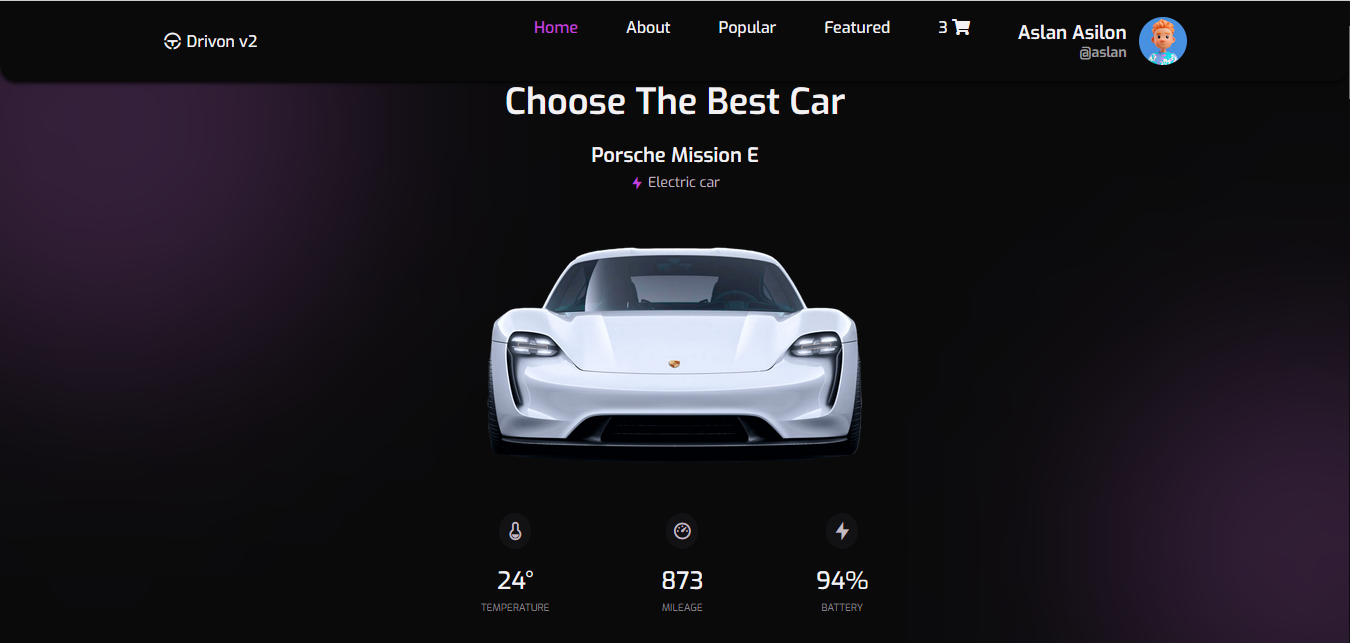 Drivon v2
Home About Popular Featured 3
Aslan Asilon
@aslan
Choose The Best Car
Porsche Mission E
Electric car
24° 873 94%
TEMPERATURE MILEAGE BATTERY